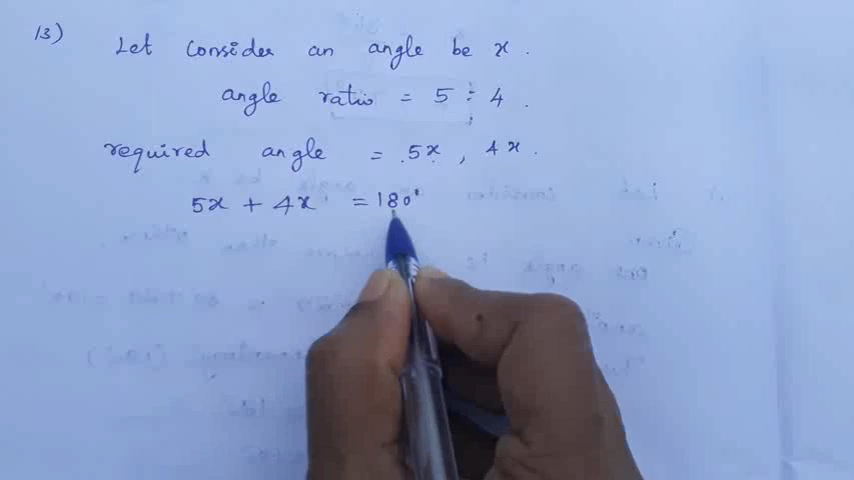 13) Let consider an angle be x.
angle ratio = 5 : 4.
required angle = 5x, 4x.
5x + 4x = 180°